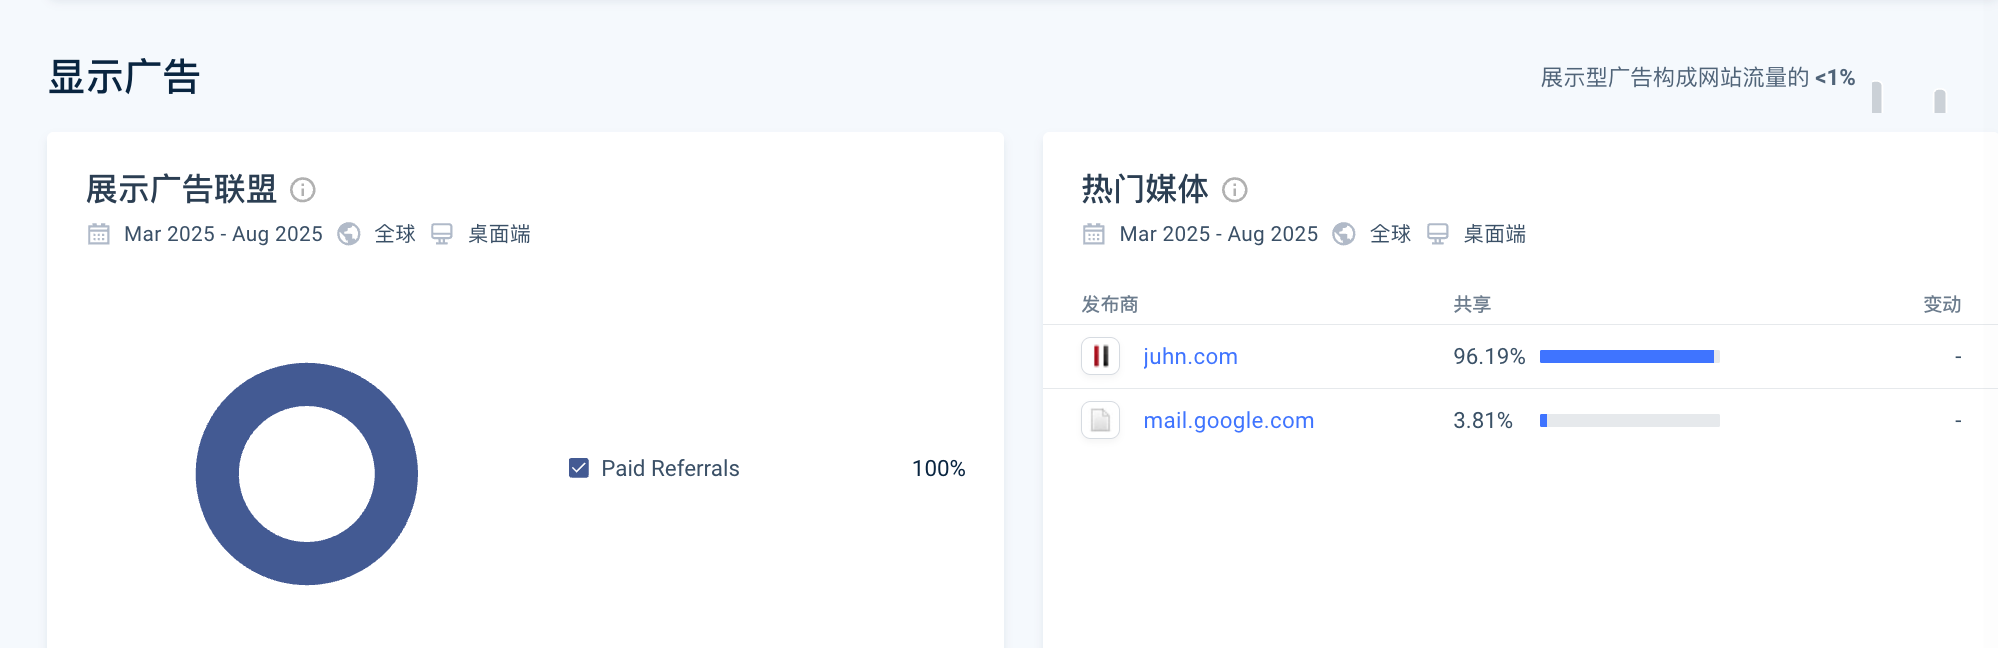 显示广告
展示型广告构成网站流量的 <1%
展示广告联盟
Mar 2025 - Aug 2025 全球 桌面端
Paid Referrals 100%
热门媒体
Mar 2025 - Aug 2025 全球 桌面端
发布商 共享 变动
juhn.com 96.19% -
mail.google.com 3.81% -